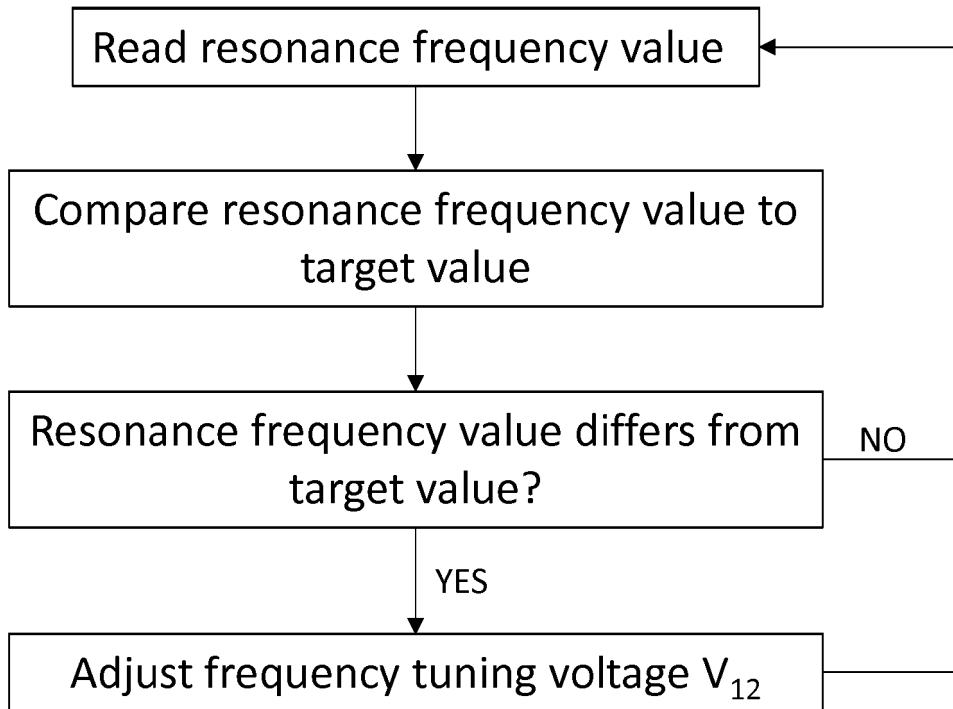 Read resonance frequency value
Compare resonance frequency value to
target value
Resonance frequency value differs from
target value?
NO
YES
Adjust frequency tuning voltage V₁₂